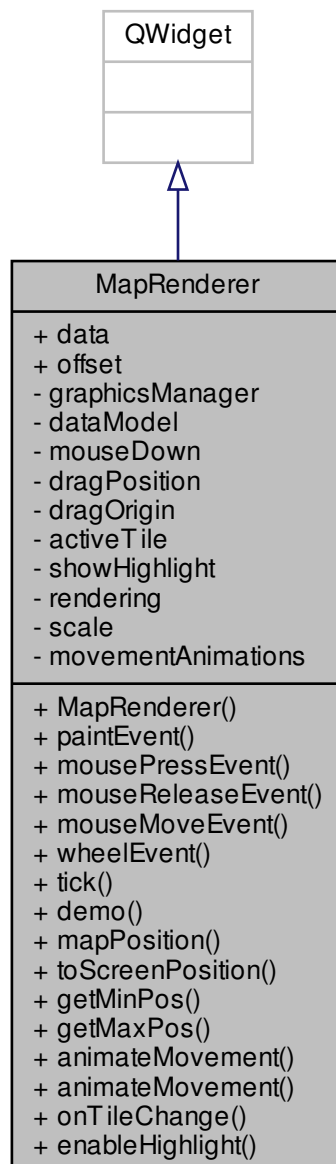 QWidget
MapRenderer
+ data
+ offset
- graphicsManager
- dataModel
- mouseDown
- dragPosition
- dragOrigin
- activeTile
- showHighlight
- rendering
- scale
- movementAnimations
+ MapRenderer()
+ paintEvent()
+ mousePressEvent()
+ mouseReleaseEvent()
+ mouseMoveEvent()
+ wheelEvent()
+ tick()
+ demo()
+ mapPosition()
+ toScreenPosition()
+ getMinPos()
+ getMaxPos()
+ animateMovement()
+ animateMovement()
+ onTileChange()
+ enableHighlight()